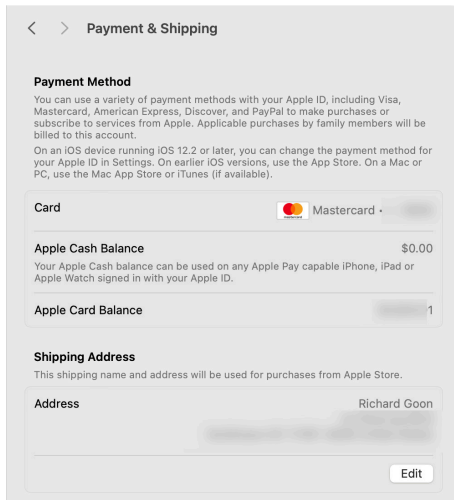 Payment & Shipping
Payment Method
You can use a variety of payment methods with your Apple ID, including Visa,
Mastercard, American Express, Discover, and PayPal to make purchases or
subscribe to services from Apple. Applicable purchases by family members will be
billed to this account.
On an iOS device running iOS 12.2 or later, you can change the payment method for
your Apple ID in Settings. On earlier iOS versions, use the App Store. On a Mac or
PC, use the Mac App Store or iTunes (if available).
Card Mastercard •
Apple Cash Balance $0.00
Your Apple Cash balance can be used on any Apple Pay capable iPhone, iPad or
Apple Watch signed in with your Apple ID.
Apple Card Balance 1
Shipping Address
This shipping name and address will be used for purchases from Apple Store.
Address Richard Goon
Edit